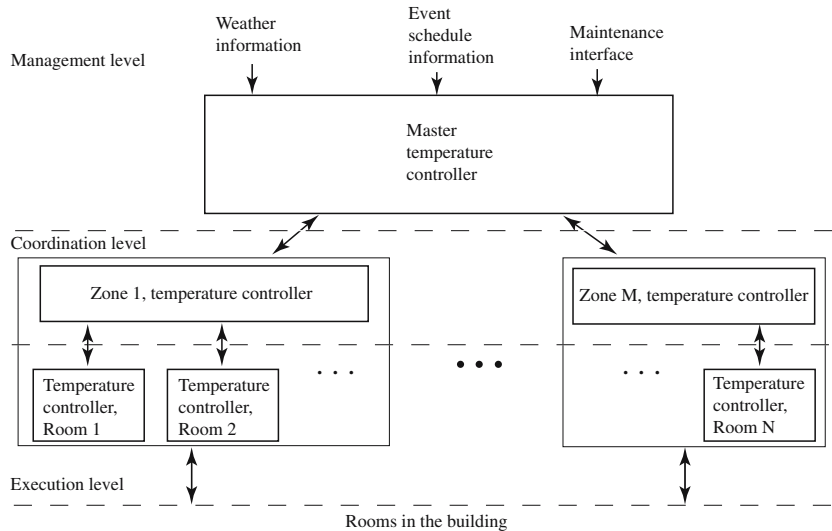 Weather
information
Event
schedule
information
Maintenance
interface
Management level
Master
temperature
controller
Coordination level
Zone 1, temperature controller
Zone M, temperature controller
. . .
• • •
. . .
Temperature
controller,
Room 1
Temperature
controller,
Room 2
Temperature
controller,
Room N
Execution level
Rooms in the building